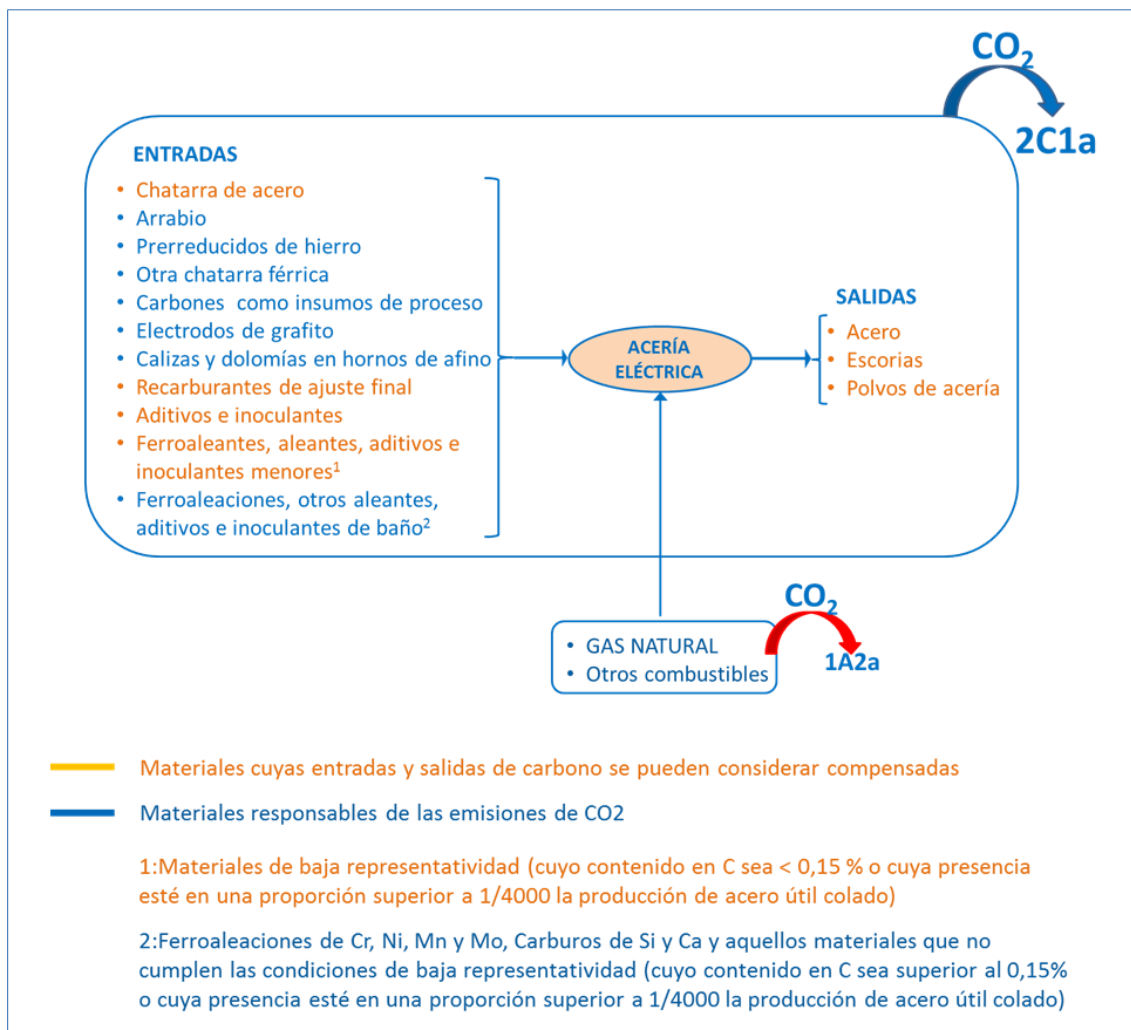 CO2
2C1a
ENTRADAS
• Chatarra de acero
• Arrabio
• Prerreducidos de hierro
• Otra chatarra férrica
• Carbones como insumos de proceso
• Electrodos de grafito
• Calizas y dolomías en hornos de afino
• Recarburantes de ajuste final
• Aditivos e inoculantes
• Ferroaleantes, aleantes, aditivos e
inoculantes menores1
• Ferroaleaciones, otros aleantes,
aditivos e inoculantes de baño2
ACERÍA
ELÉCTRICA
SALIDAS
• Acero
• Escorias
• Polvos de acería
CO2
1A2a
• GAS NATURAL
• Otros combustibles
Materiales cuyas entradas y salidas de carbono se pueden considerar compensadas
Materiales responsables de las emisiones de CO2
1:Materiales de baja representatividad (cuyo contenido en C sea < 0,15 % o cuya presencia
esté en una proporción superior a 1/4000 la producción de acero útil colado)
2:Ferroaleaciones de Cr, Ni, Mn y Mo, Carburos de Si y Ca y aquellos materiales que no
cumplen las condiciones de baja representatividad (cuyo contenido en C sea superior al 0,15%
o cuya presencia esté en una proporción superior a 1/4000 la producción de acero útil colado)